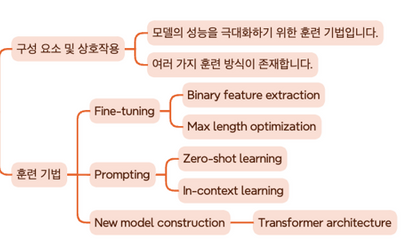 구성 요소 및 상호작용
모델의 성능을 극대화하기 위한 훈련 기법입니다.
여러 가지 훈련 방식이 존재합니다.
훈련 기법
Fine-tuning
Binary feature extraction
Max length optimization
Prompting
Zero-shot learning
In-context learning
New model construction
Transformer architecture